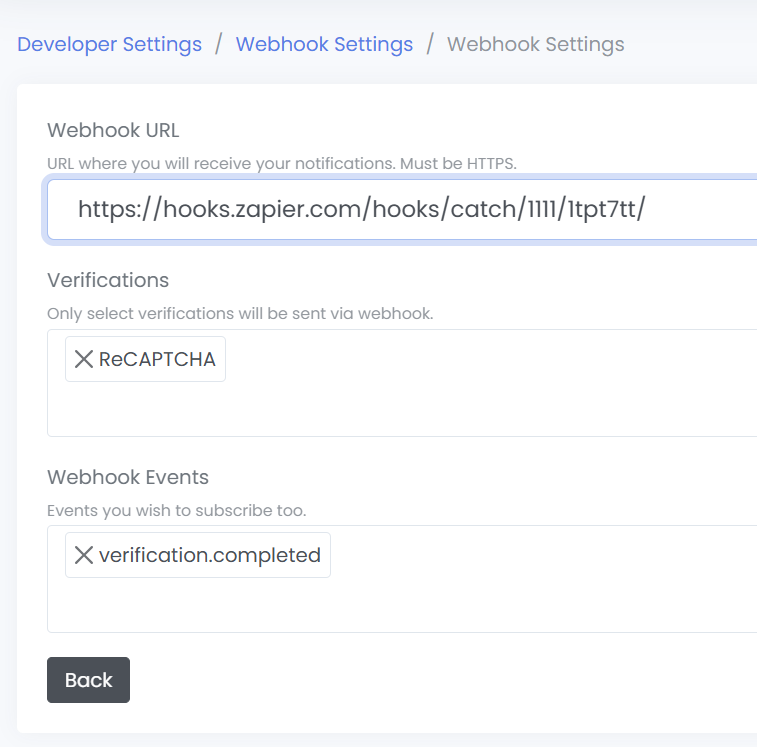 Developer Settings / Webhook Settings / Webhook Settings
Webhook URL
URL where you will receive your notifications. Must be HTTPS.
https://hooks.zapier.com/hooks/catch/1111/1tpt7tt/
Verifications
Only select verifications will be sent via webhook.
ReCAPTCHA
Webhook Events
Events you wish to subscribe too.
verification.completed
Back